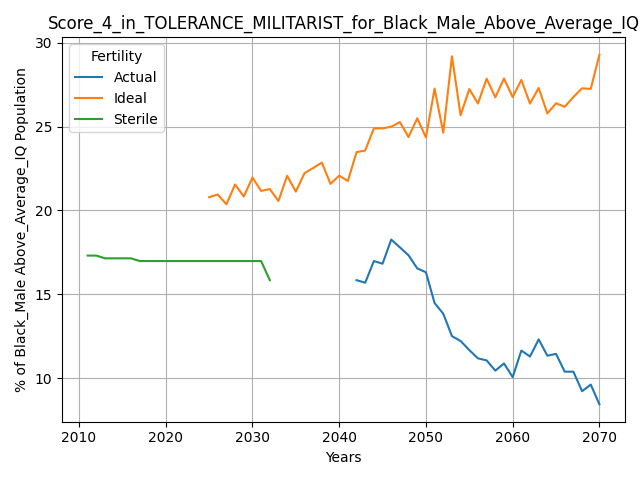 Score_4_in_TOLERANCE_MILITARIST_for_Black_Male_Above_Average_IQ
% of Black_Male Above_Average_IQ Population
30
25
20
15
10
Fertility
Actual
Ideal
Sterile
2010 2020 2030 2040 2050 2060 2070
Years